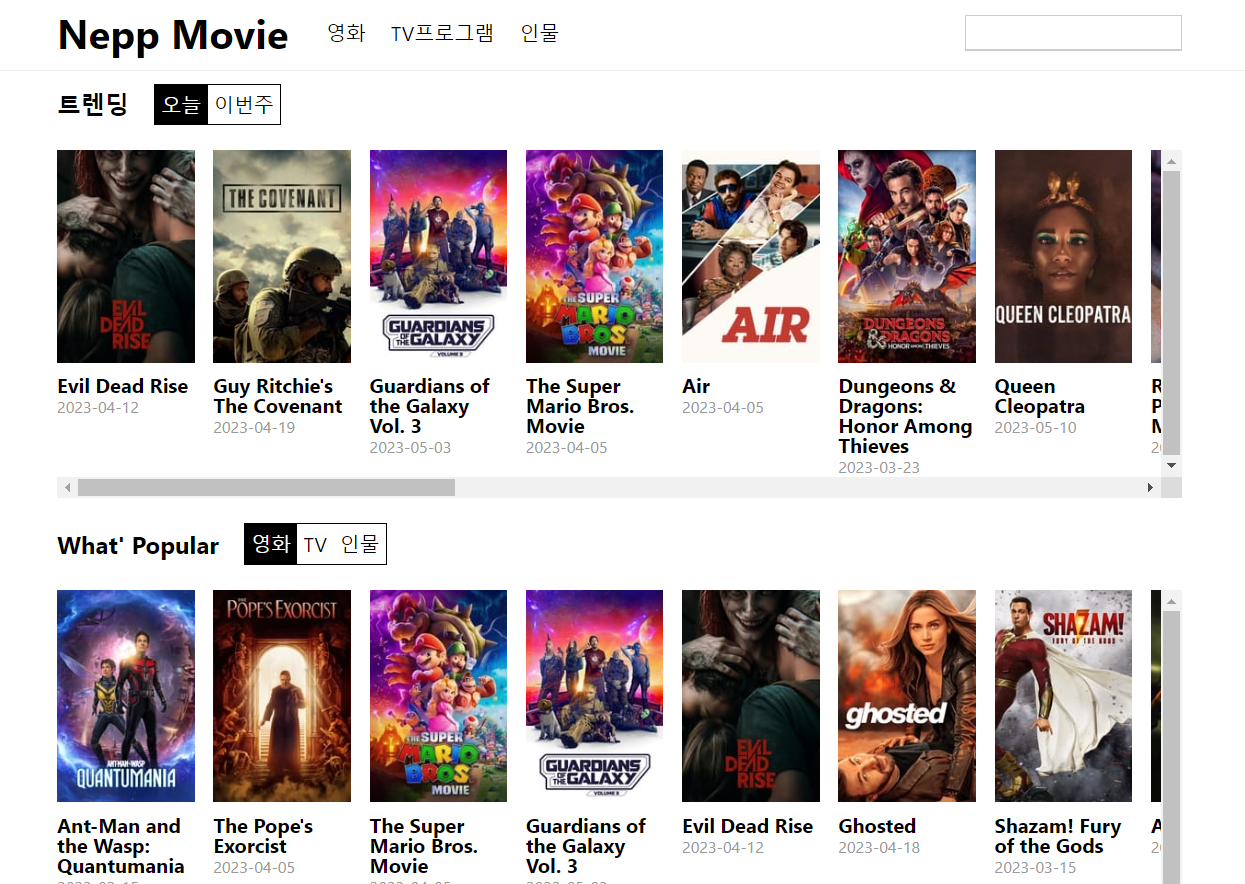 Nepp Movie 영화 TV프로그램 인물
트렌딩 오늘 이번주
EVIL
DEAD
RISE
THE COVENANT
GUARDIANS
OF THE
GALAXY
VOLUME 3
THE SUPER
MARIO
BROS
MOVIE
AIR
DUNGEONS
& DRAGONS
HONOR AMONG THIEVES
QUEEN CLEOPATRA
Evil Dead Rise
2023-04-12
Guy Ritchie's
The Covenant
2023-04-19
Guardians of
the Galaxy
Vol. 3
2023-05-03
The Super
Mario Bros.
Movie
2023-04-05
Air
2023-04-05
Dungeons &
Dragons:
Honor Among
Thieves
2023-03-23
Queen
Cleopatra
2023-05-10
What' Popular 영화 TV 인물
ANT-MAN AND THE WASP
QUANTUMANIA
THE
POPE'S EXORCIST
THE SUPER
MARIO
BROS
MOVIE
GUARDIANS
OF THE
GALAXY
VOLUME 3
EVIL
DEAD
RISE
ghosted
SHAZAM!
FURY OF THE GODS
Ant-Man and
the Wasp:
Quantumania
The Pope's
Exorcist
2023-04-05
The Super
Mario Bros.
Movie
Guardians of
the Galaxy
Vol. 3
Evil Dead Rise
2023-04-12
Ghosted
2023-04-18
Shazam! Fury
of the Gods
2023-03-15